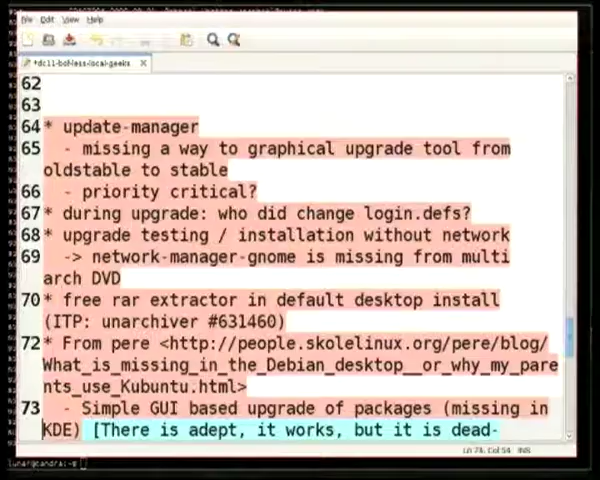 File Edit View Help
*dc11-bofless-local-geeks
62
63
64 * update-manager
65 - missing a way to graphical upgrade tool from
oldstable to stable
66 - priority critical?
67 * during upgrade: who did change login.defs?
68 * upgrade testing / installation without network
69 -> network-manager-gnome is missing from multi
arch DVD
70 * free rar extractor in default desktop install
(ITP: unarchiver #631460)
72 * From pere <http://people.skolelinux.org/pere/blog/
What_is_missing_in_the_Debian_desktop__or_why_my_pare
nts_use_Kubuntu.html>
73 - Simple GUI based upgrade of packages (missing in
KDE) [There is adept, it works, but it is dead-